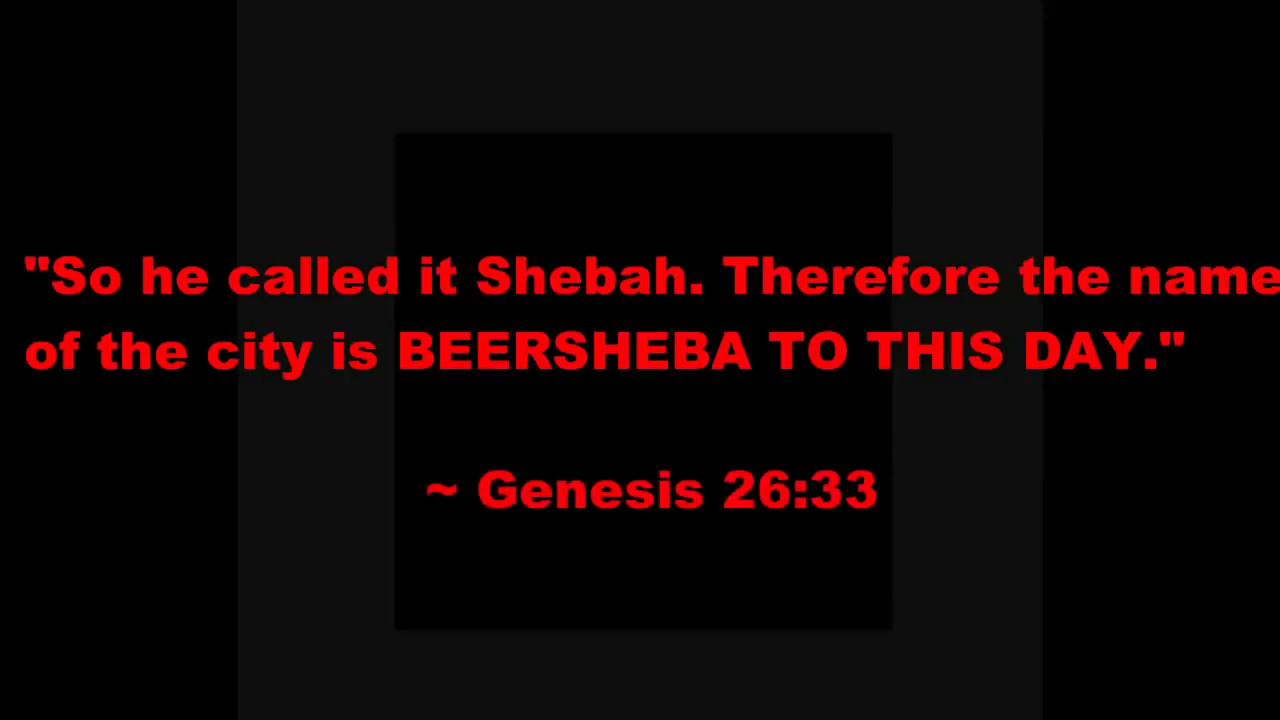 "So he called it Shebah. Therefore the name
of the city is BEERSHEBA TO THIS DAY."
~ Genesis 26:33